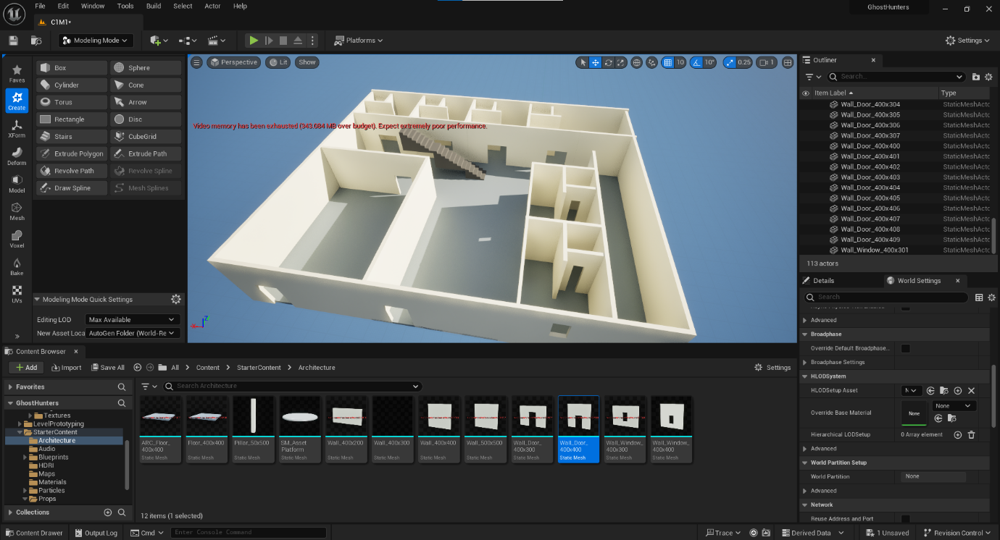 File Edit Window Tools Build Select Actor Help
GhostHunters
C1M1*
Modeling Mode
Platforms
Settings
Faves
Create
XForm
Deform
Model
Mesh
Voxel
Bake
UVs
Box Sphere
Cylinder Cone
Torus Arrow
Rectangle Disc
Stairs CubeGrid
Extrude Polygon Extrude Path
Revolve Path Revolve Spline
Draw Spline Mesh Splines
Modeling Mode Quick Settings
Editing LOD Max Available
New Asset Loca AutoGen Folder (World-Re
Perspective Lit Show
10 10° 0.25 1
Video memory has been exhausted (343.084 MB over budget). Expect extremely poor performance.
Z
X
Outliner
Search...
Item Label Type
Wall_Door_400x304 StaticMeshActo
Wall_Door_400x305 StaticMeshActo
Wall_Door_400x306 StaticMeshActo
Wall_Door_400x307 StaticMeshActo
Wall_Door_400x400 StaticMeshActo
Wall_Door_400x401 StaticMeshActo
Wall_Door_400x402 StaticMeshActo
Wall_Door_400x403 StaticMeshActo
Wall_Door_400x404 StaticMeshActo
Wall_Door_400x405 StaticMeshActo
Wall_Door_400x406 StaticMeshActo
Wall_Door_400x407 StaticMeshActo
Wall_Door_400x408 StaticMeshActo
Wall_Door_400x409 StaticMeshActo
Wall_Window_400x301 StaticMeshActo
113 actors
Details World Settings
Search
Advanced
Broadphase
Override Default Broadphase...
Broadphase Settings
HLODSystem
HLODSetup Asset
Override Base Material None None
Hierarchical LODSetup 0 Array element
Advanced
World Partition Setup
World Partition None
Advanced
Network
Reuse Address and Port
Content Browser
Add Import Save All All Content StarterContent Architecture Settings
Favorites
GhostHunters
Textures
LevelPrototyping
StarterContent
Architecture
Audio
Blueprints
HDRI
Maps
Materials
Particles
Props
Collections
Search Architecture
ARC_Floor_
400x400
Static Mesh
Floor_400x400
Static Mesh
Pillar_50x500
Static Mesh
SM_Asset
Platform
Static Mesh
Wall_400x200
Static Mesh
Wall_400x300
Static Mesh
Wall_400x400
Static Mesh
Wall_500x500
Static Mesh
Wall_Door_
400x300
Static Mesh
Wall_Door_
400x400
Static Mesh
Wall_Window_
400x300
Static Mesh
Wall_Window_
400x400
Static Mesh
12 items (1 selected)
Content Drawer Output Log Cmd Enter Console Command
Trace Derived Data 1 Unsaved Revision Control